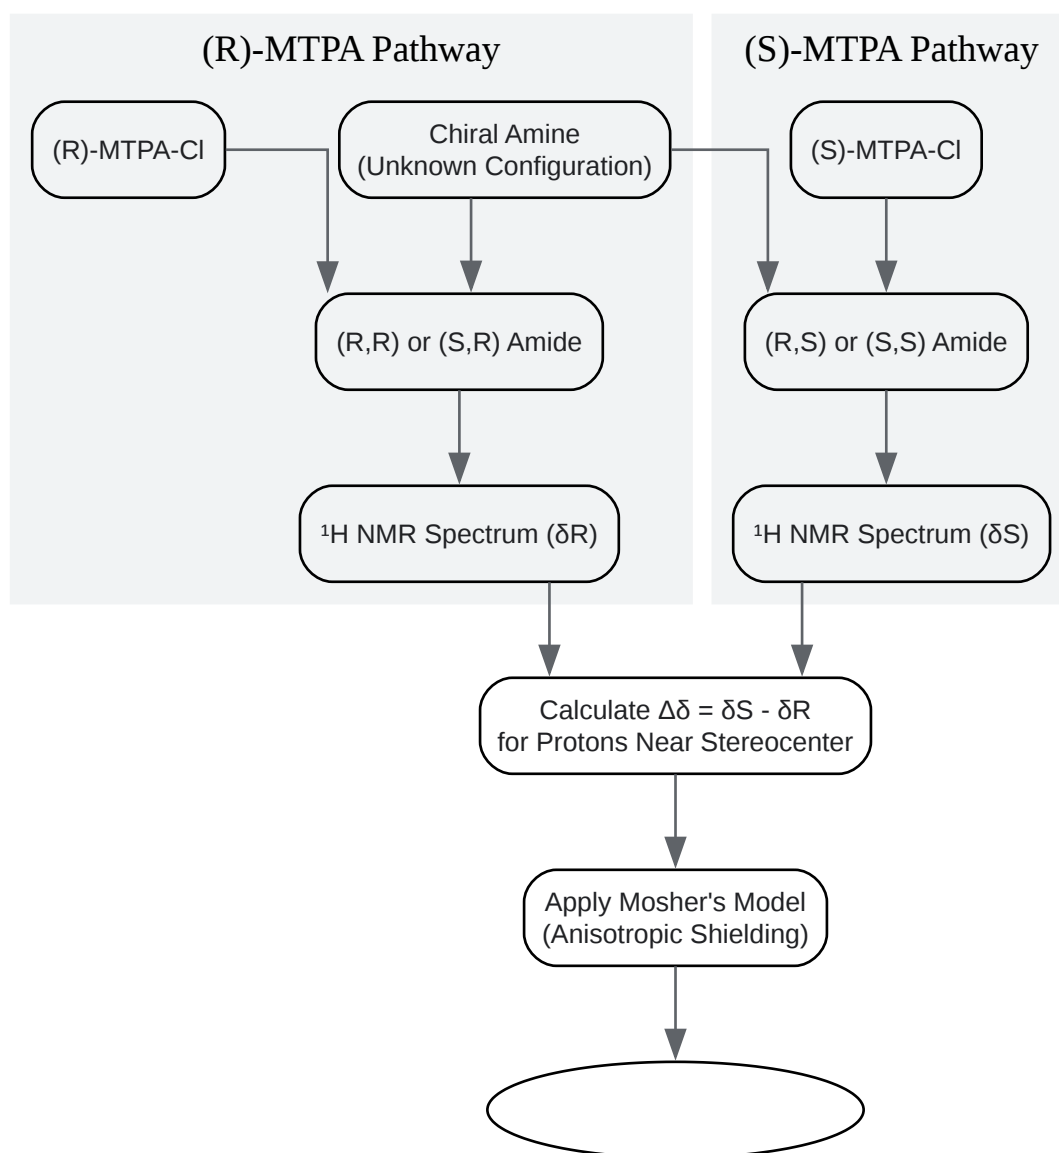 (R)-MTPA Pathway
(S)-MTPA Pathway
(R)-MTPA-Cl
Chiral Amine
(Unknown Configuration)
(S)-MTPA-Cl
(R,R) or (S,R) Amide
(R,S) or (S,S) Amide
¹H NMR Spectrum (δR)
¹H NMR Spectrum (δS)
Calculate Δδ = δS - δR
for Protons Near Stereocenter
Apply Mosher's Model
(Anisotropic Shielding)